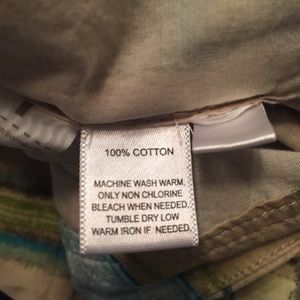 100% COTTON
MACHINE WASH WARM,
ONLY NON CHLORINE
BLEACH WHEN NEEDED,
TUMBLE DRY LOW
WARM IRON IF NEEDED.